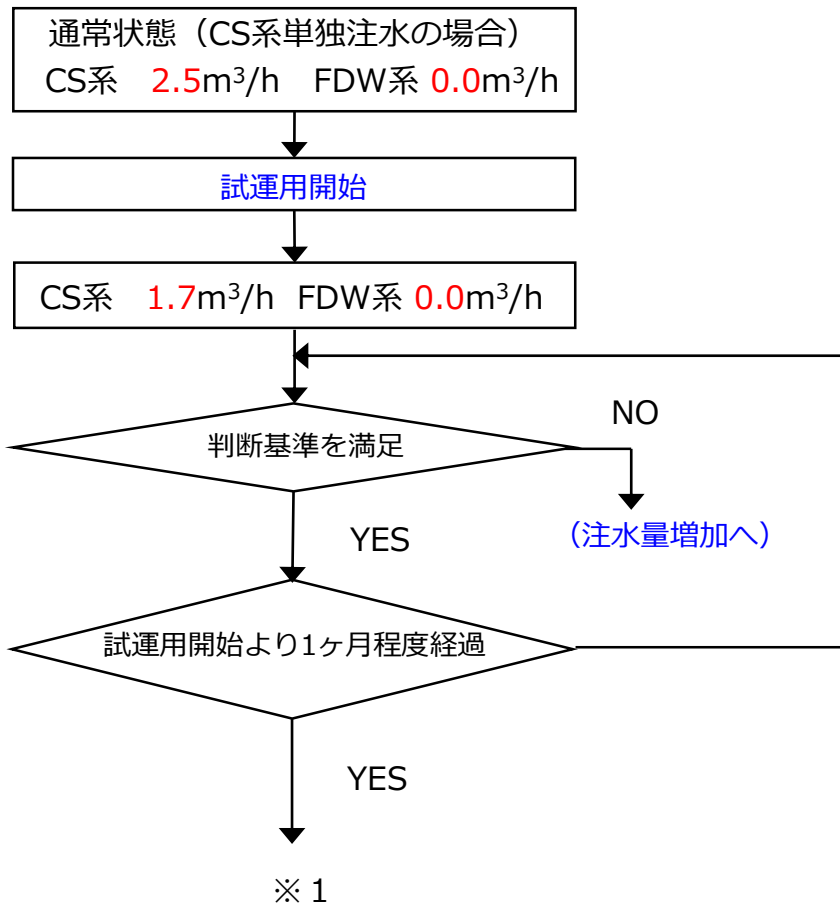 通常状態（CS系単独注水の場合）
CS系　2.5m³/h　FDW系 0.0m³/h
試運用開始
CS系　1.7m³/h　FDW系 0.0m³/h
判断基準を満足
NO
YES
（注水量増加へ）
試運用開始より1ヶ月程度経過
YES
※１